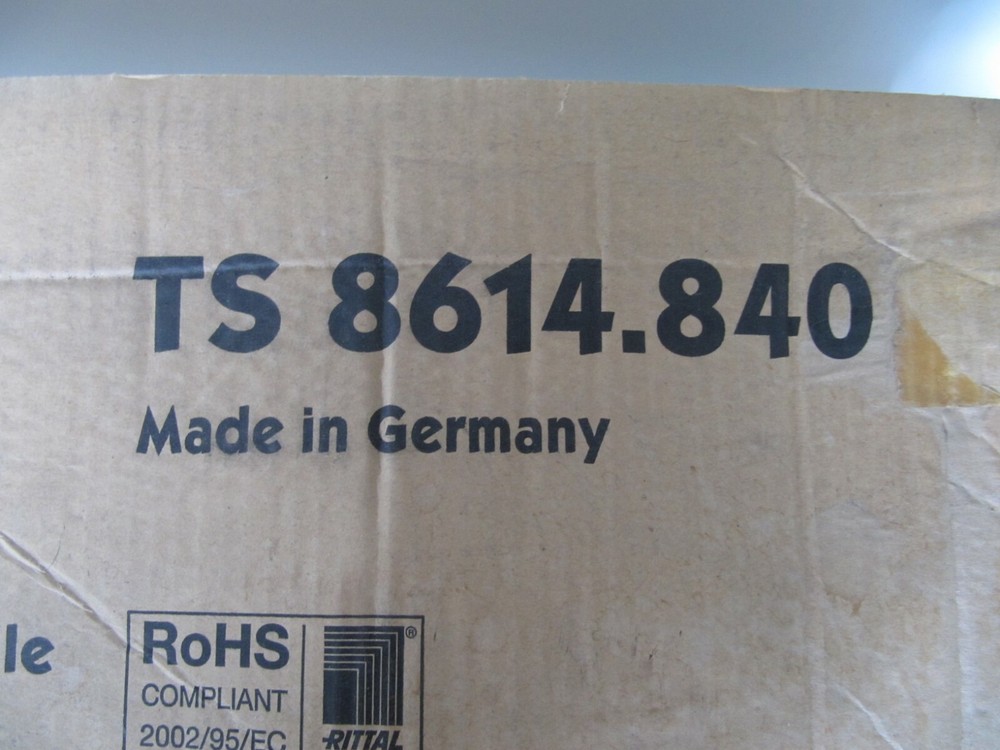 TS 8614.840
Made in Germany
le
RoHS
COMPLIANT
2002/95/EC
®
RITTAL